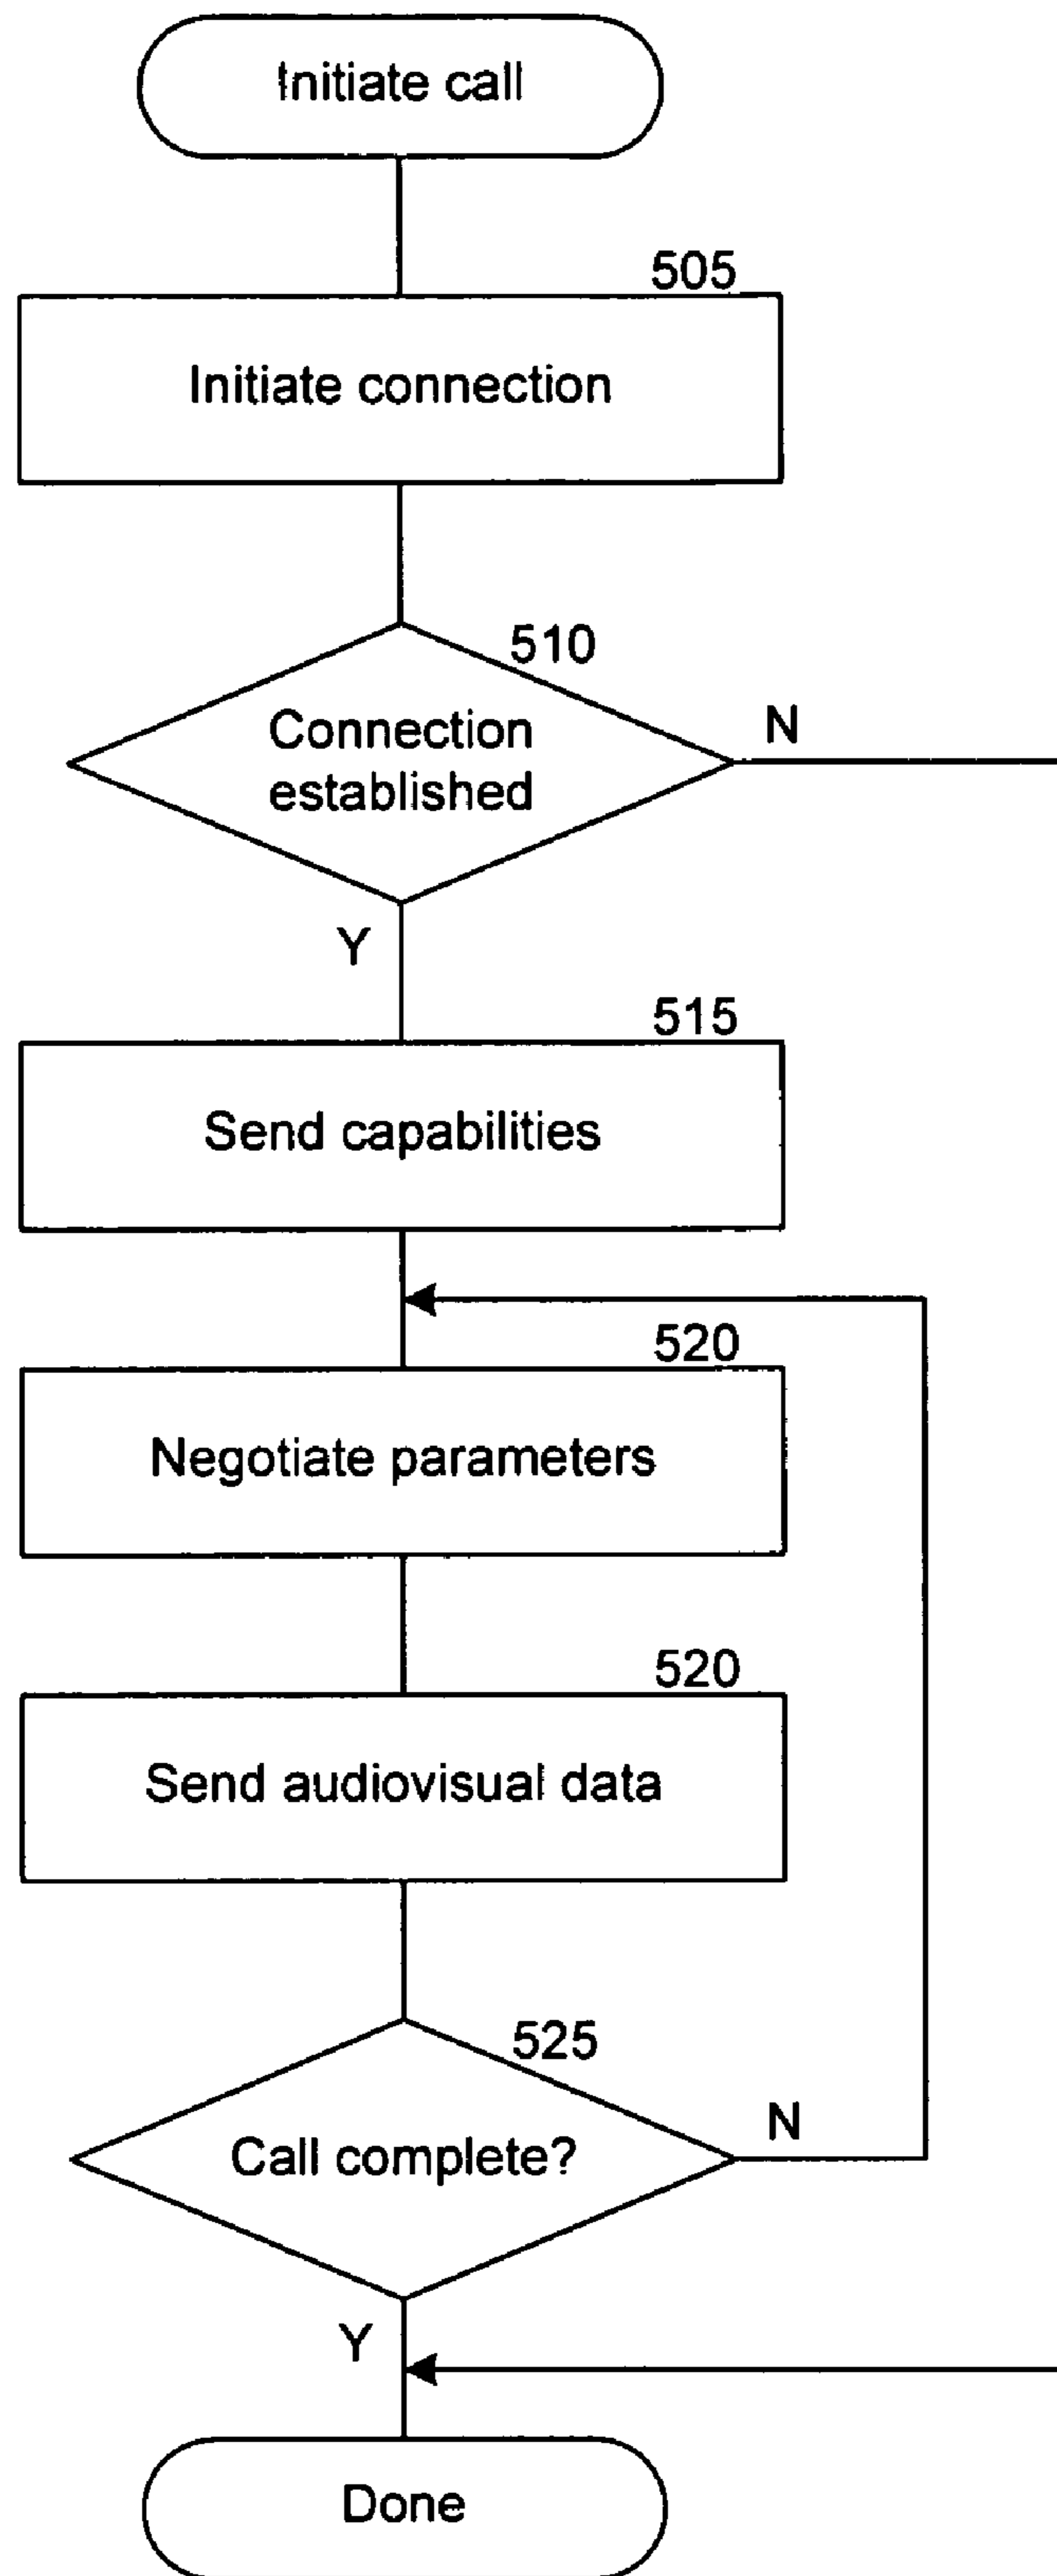 Initiate call
505
Initiate connection
510
Connection
established
N
Y
515
Send capabilities
520
Negotiate parameters
520
Send audiovisual data
525
Call complete?
N
Y
Done